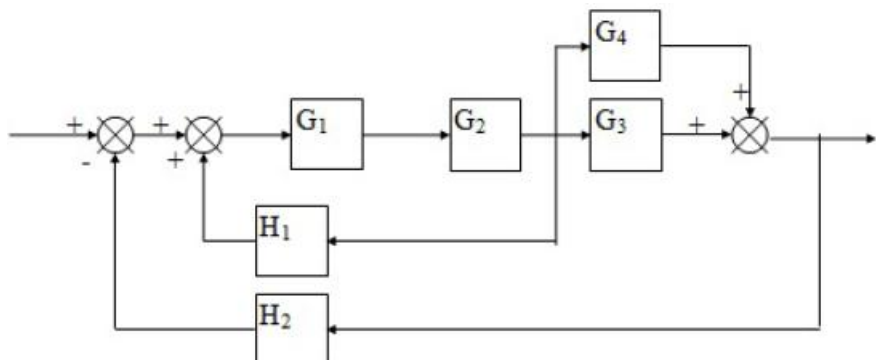 G₄
+
+ + G₁ G₂ G₃ +
- +
H₁
H₂